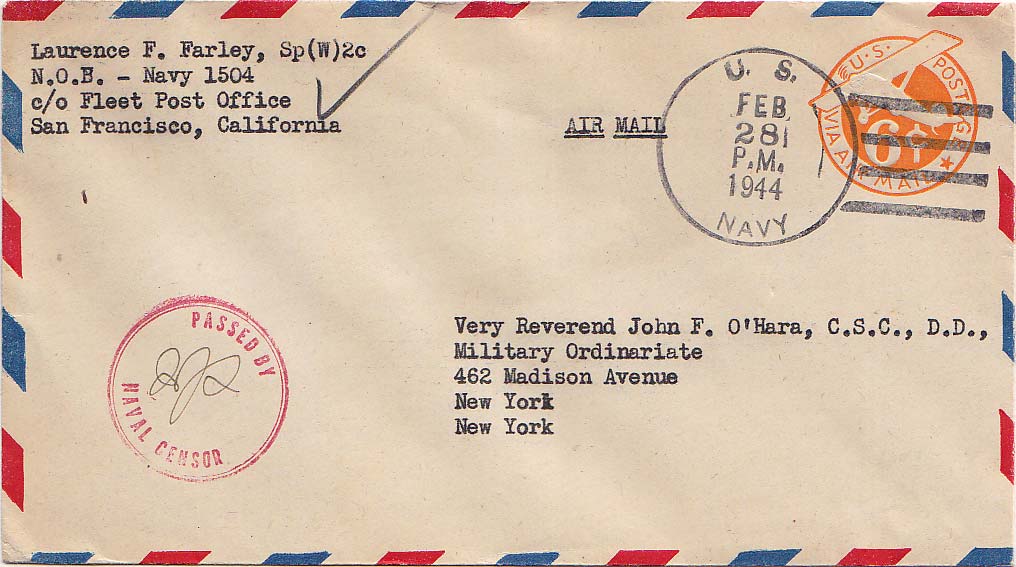 Laurence F. Farley, Sp(W)2c
N.O.B. - Navy 1504
c/o Fleet Post Office
San Francisco, California
AIR MAIL
U. S.
FEB
28
P.M.
1944
NAVY
U.S. POSTAGE
6¢
VIA AIR MAIL
PASSED BY
NAVAL CENSOR
Very Reverend John F. O'Hara, C.S.C., D.D.,
Military Ordinariate
462 Madison Avenue
New York
New York